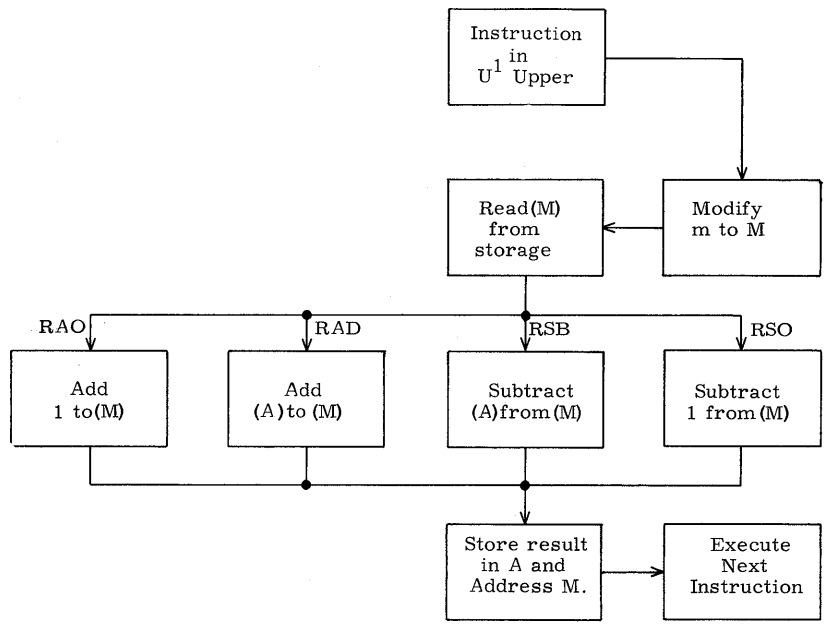 Instruction
in
U¹ Upper
Read(M)
from
storage
Modify
m to M
RAO
RAD
RSB
RSO
Add
1 to(M)
Add
(A)to (M)
Subtract
(A)from(M)
Subtract
1 from(M)
Store result
in A and
Address M.
Execute
Next
Instruction